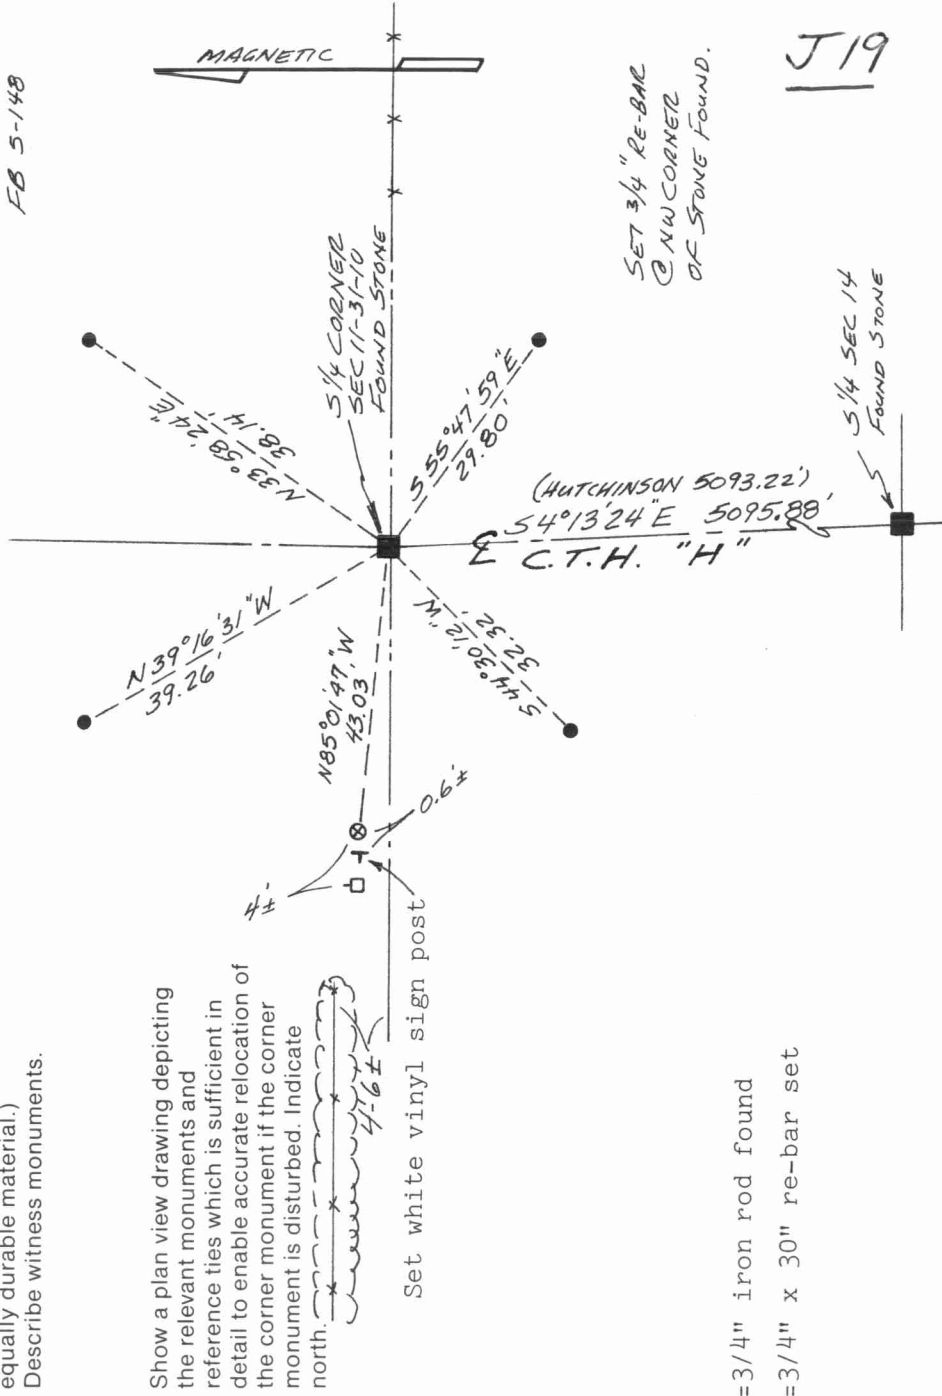 equally durable material.)
Describe witness monuments.
Show a plan view drawing depicting
the relevant monuments and
reference ties which is sufficient in
detail to enable accurate relocation of
the corner monument if the corner
monument is disturbed. Indicate
north.
FB 5-148
MAGNETIC
J19
SET 3/4" RE-BAR
@ NW CORNER
OF STONE FOUND.
S 1/4 CORNER
SEC 11-31-10
FOUND STONE
N 33° 58' 24" E
38.14'
N 39° 16' 31" W
39.26'
N 85° 01' 47" W
43.03'
S 55° 47' 59" E
29.80'
S 44° 30' 12" W
32.32'
(HUTCHINSON 5093.22')
S 4° 13' 24" E 5095.88'
℄ C.T.H. "H"
S 1/4 SEC 14
FOUND STONE
4'±
0.6'±
4'-6'±
Set white vinyl sign post
=3/4" iron rod found
=3/4" x 30" re-bar set